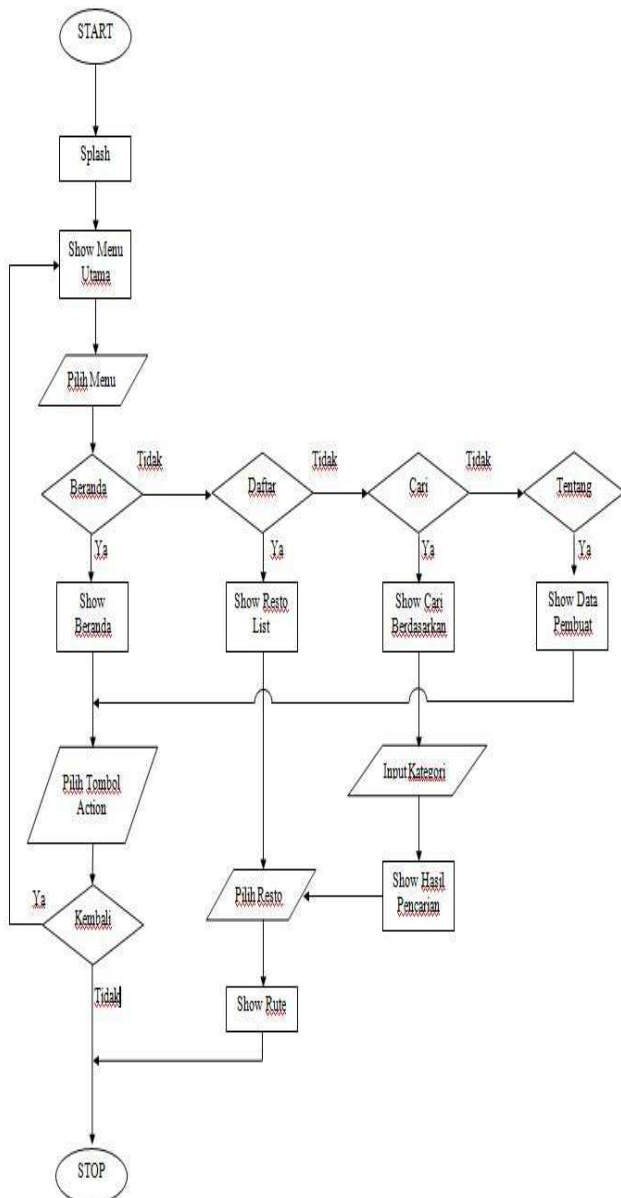 START
Splash
Show Menu
Utama
Pilih Menu
Tidak
Tidak
Tidak
Beranda
Daftar
Cari
Tentang
Ya
Ya
Ya
Ya
Show
Beranda
Show Resto
List
Show Cari
Berdasarkan
Show Data
Pembuat
Pilih Tombol
Action
Input Kategori
Ya
Kembali
Pilih Resto
Show Hasil
Pencarian
Tidak
Show Rute
STOP